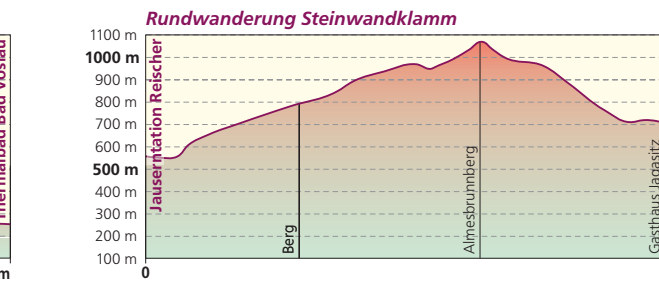 Rundwanderung Steinwandklamm
1100 m
1000 m
900 m
800 m
700 m
600 m
500 m
400 m
300 m
200 m
100 m
Thermalbad Bad Vöslau
Jauserntation Reischer
Berg
Almesbrunnberg
Gasthaus Jagasitz
m
0